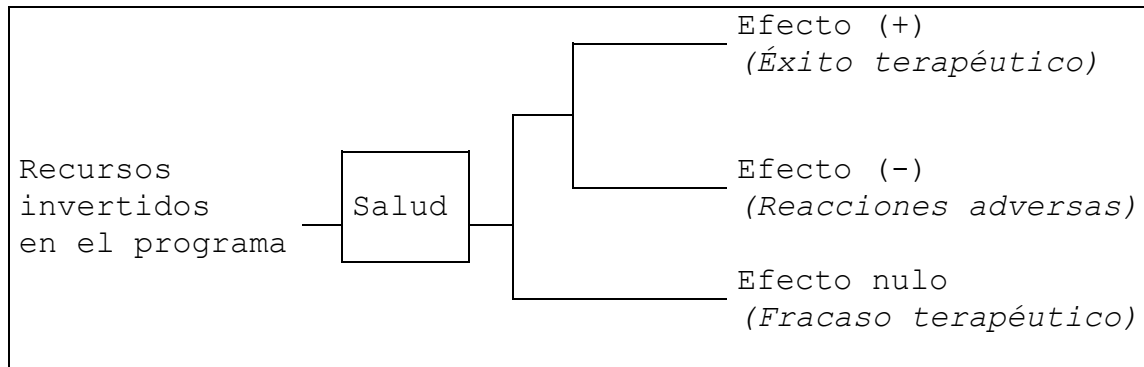 Efecto (+)
(Éxito terapéutico)
Recursos
invertidos
en el programa
Salud
Efecto (-)
(Reacciones adversas)
Efecto nulo
(Fracaso terapéutico)